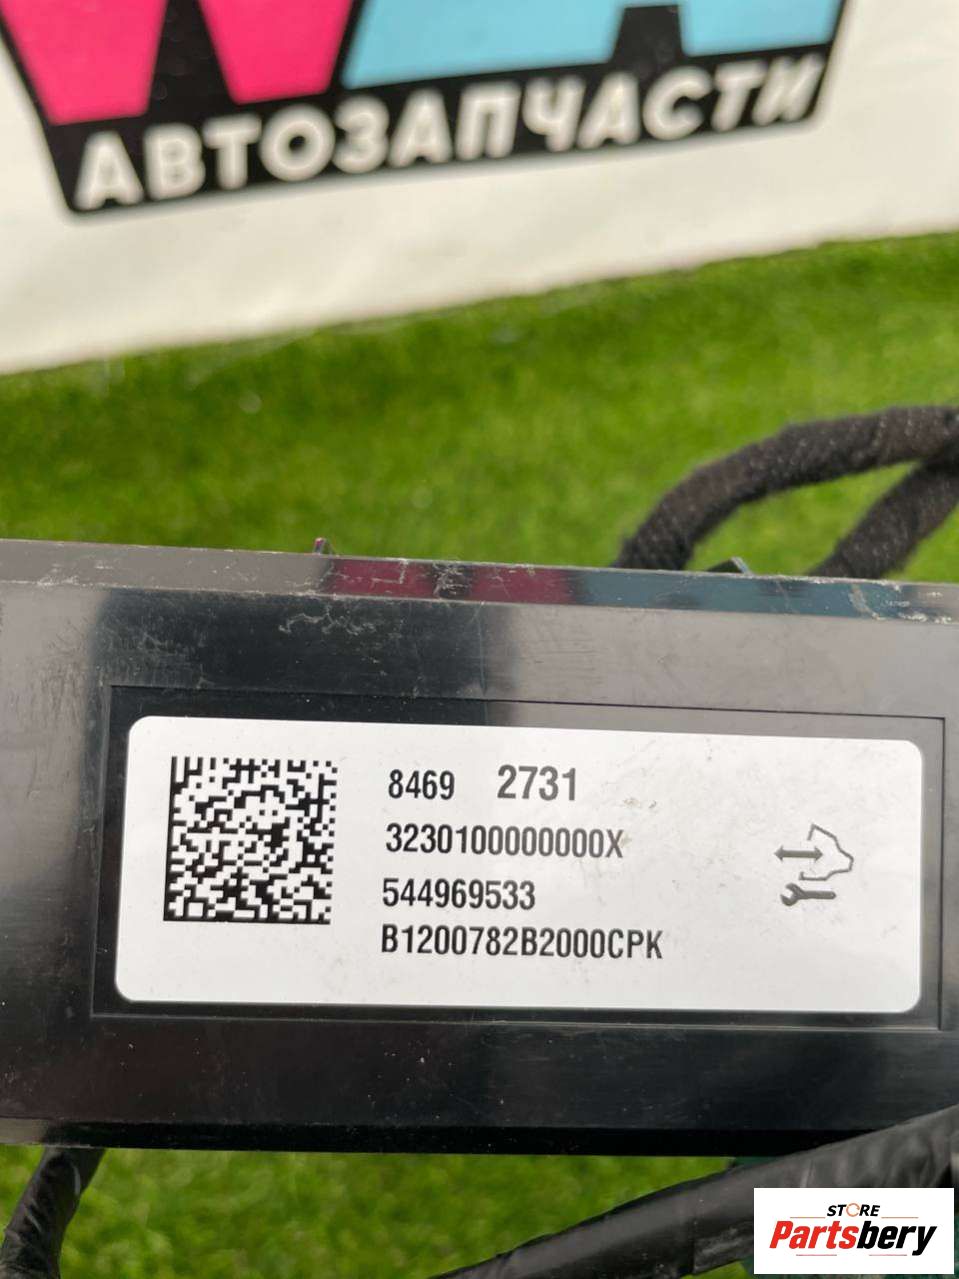 АВТОЗАПЧАСТИ
8469 2731
3230100000000X
544969533
B1200782B2000CPK
STORE
Partsbery